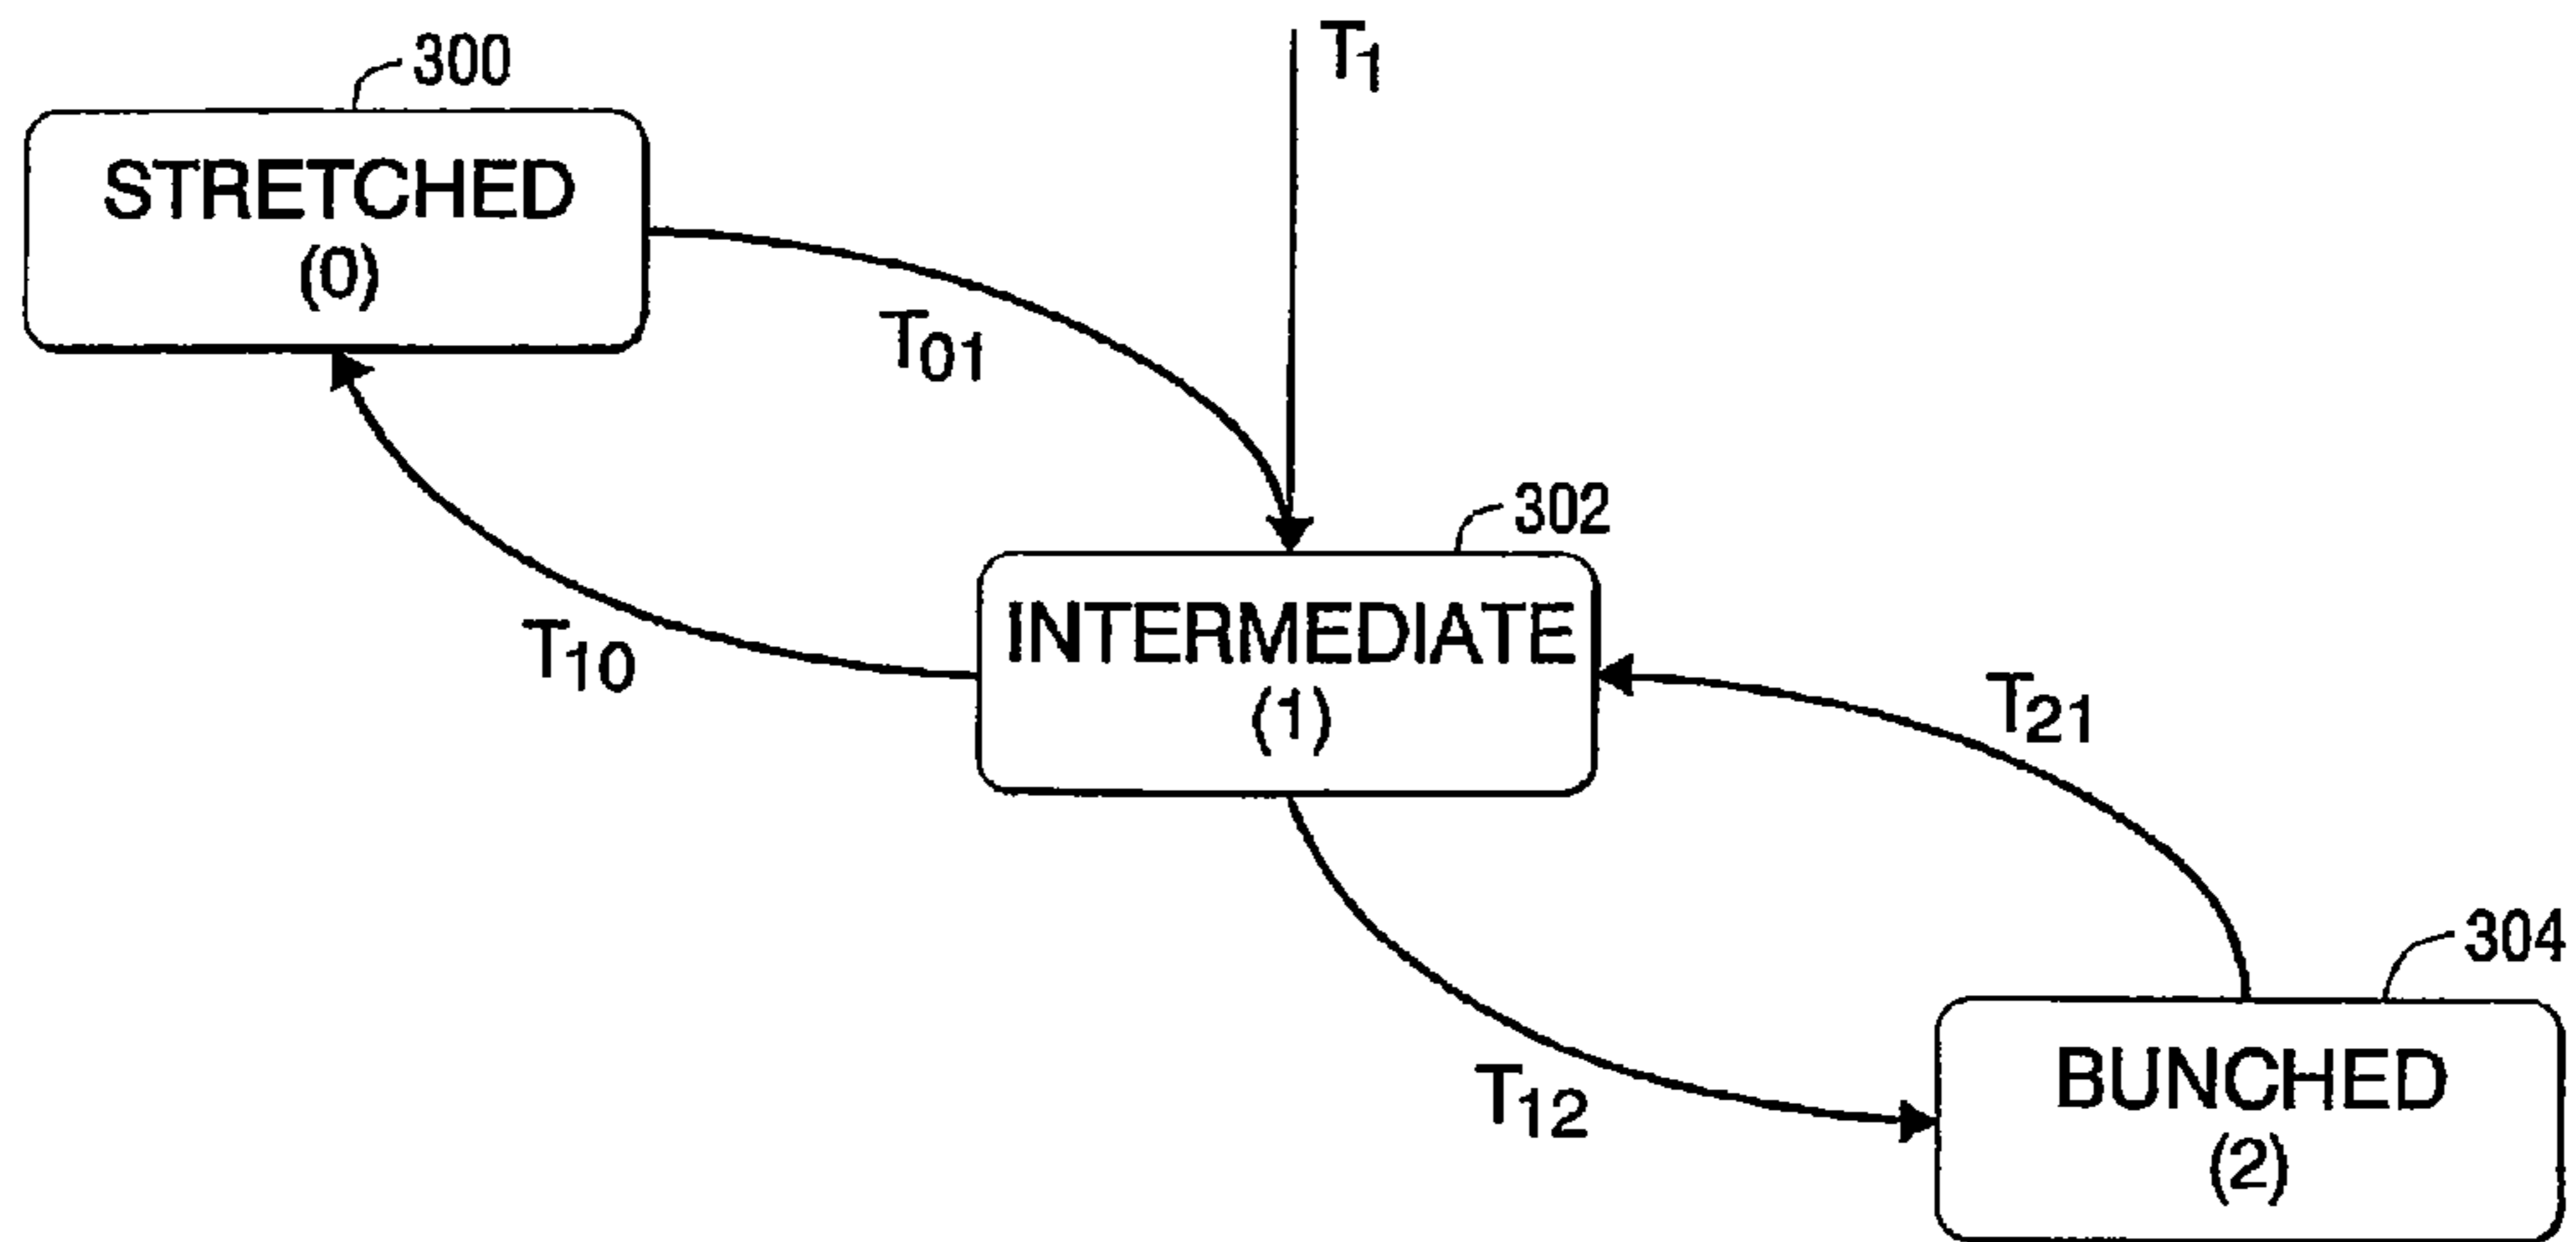 300
T1
STRETCHED
(0)
T01
302
INTERMEDIATE
(1)
T10
T21
304
T12
BUNCHED
(2)